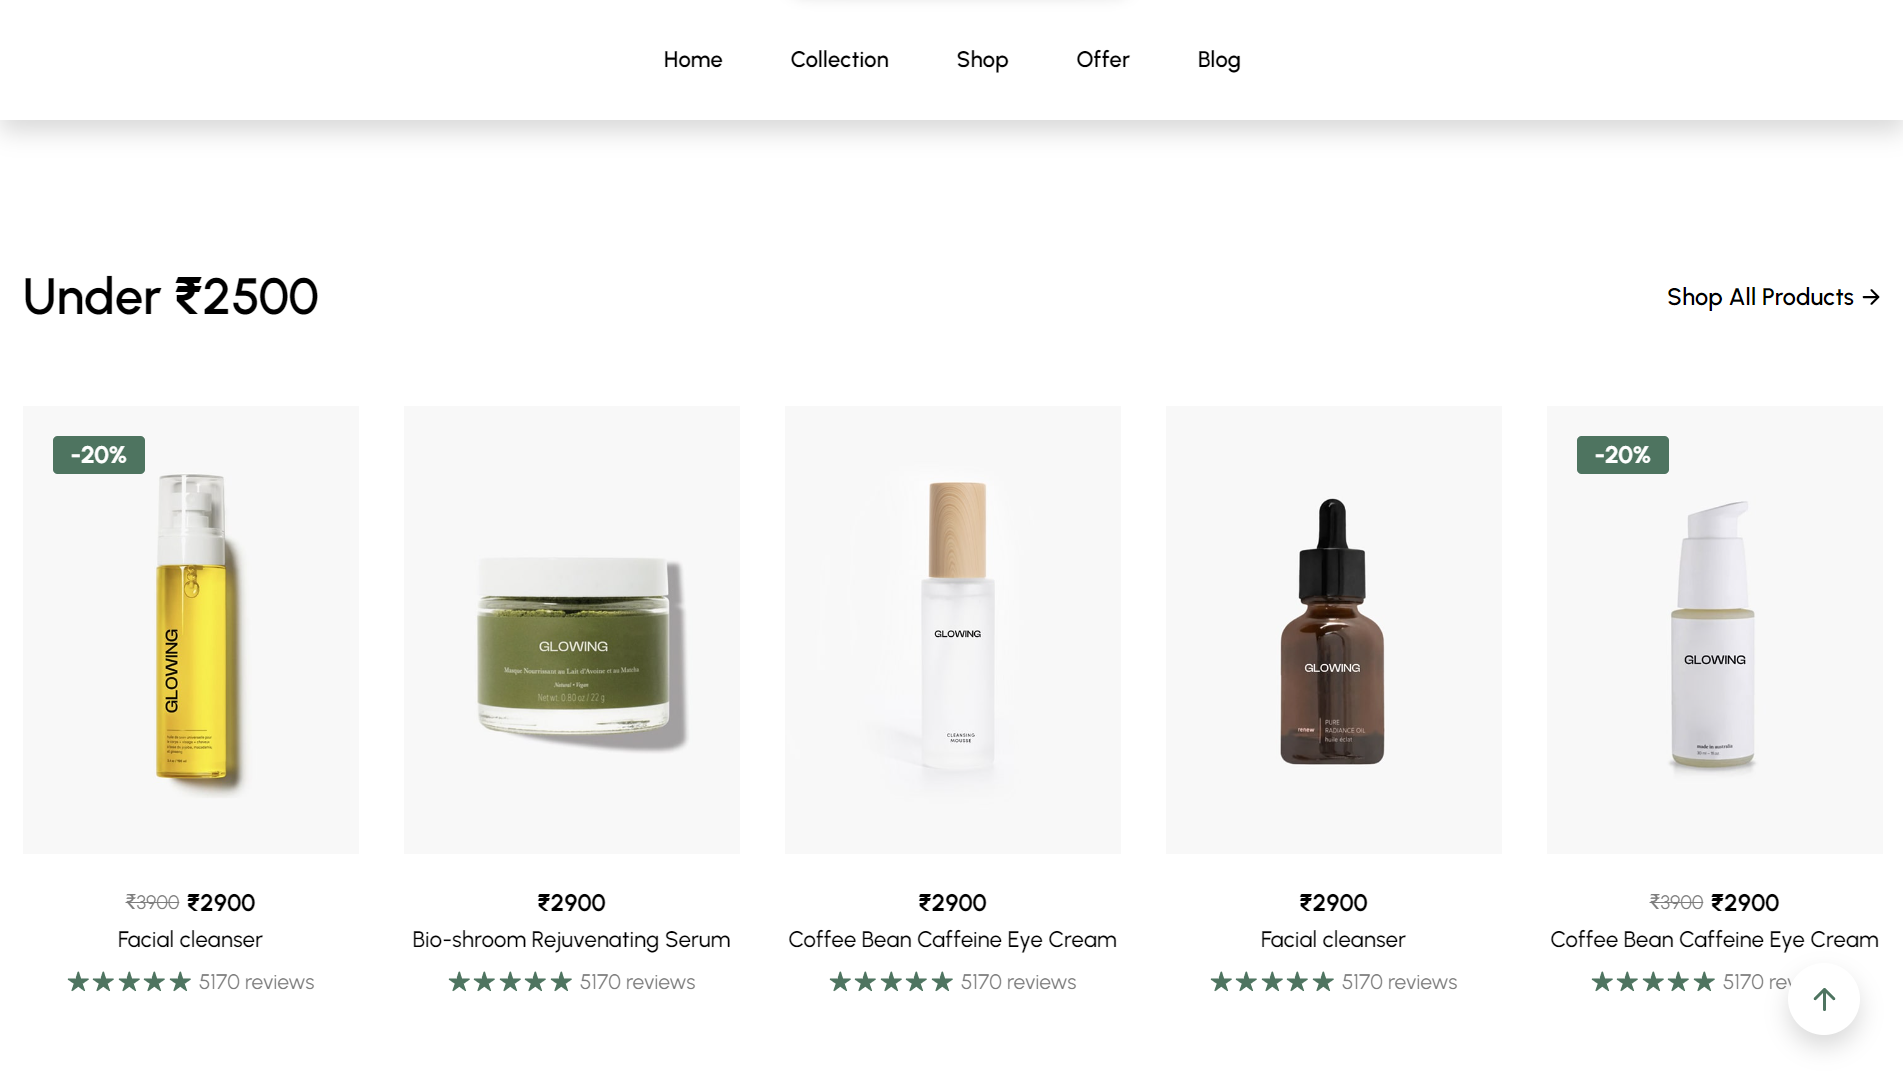 Home
Collection
Shop
Offer
Blog
Under ₹2500
Shop All Products →
-20%
GLOWING
GLOWING
Masque Nourrissant au Lait d'Avoine et au Matcha
Natural • Vegan
Net wt. 0.80 oz / 22 g
GLOWING
CLEANSING
MOUSSE
GLOWING
renew
PURE
RADIANCE OIL
huile éclat
-20%
GLOWING
made in australia
₹3900 ₹2900
Facial cleanser
★★★★★ 5170 reviews
₹2900
Bio-shroom Rejuvenating Serum
★★★★★ 5170 reviews
₹2900
Coffee Bean Caffeine Eye Cream
★★★★★ 5170 reviews
₹2900
Facial cleanser
★★★★★ 5170 reviews
₹3900 ₹2900
Coffee Bean Caffeine Eye Cream
★★★★★ 5170